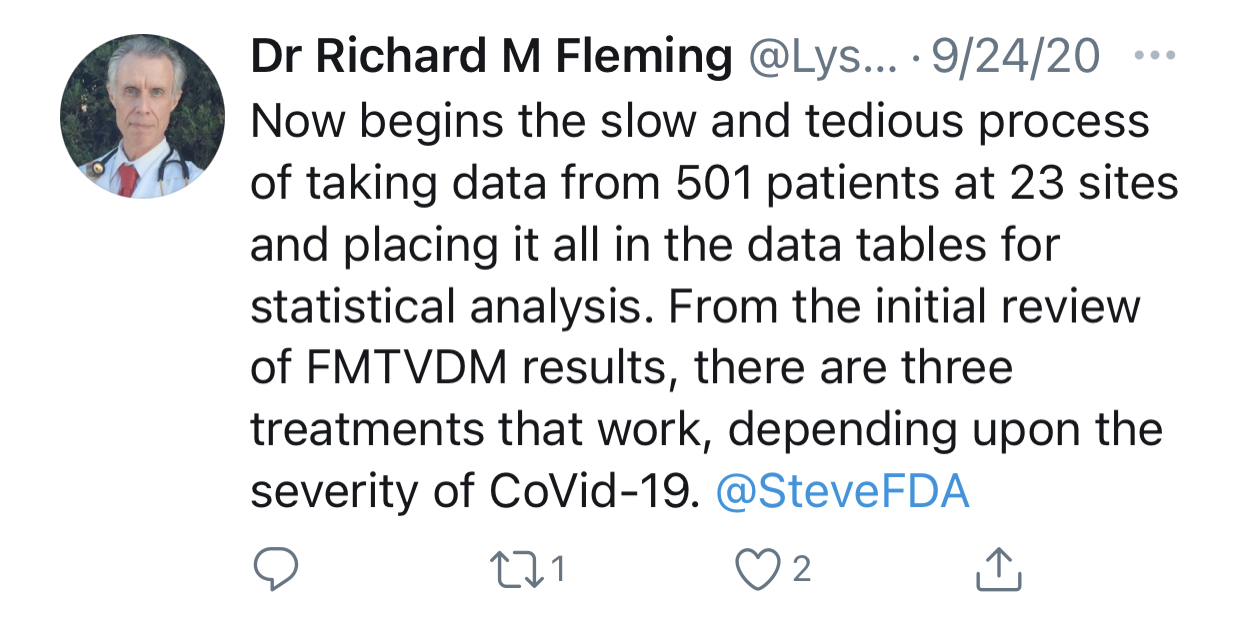 Dr Richard M Fleming @Lys... · 9/24/20
Now begins the slow and tedious process
of taking data from 501 patients at 23 sites
and placing it all in the data tables for
statistical analysis. From the initial review
of FMTVDM results, there are three
treatments that work, depending upon the
severity of CoVid-19. @SteveFDA
1 2